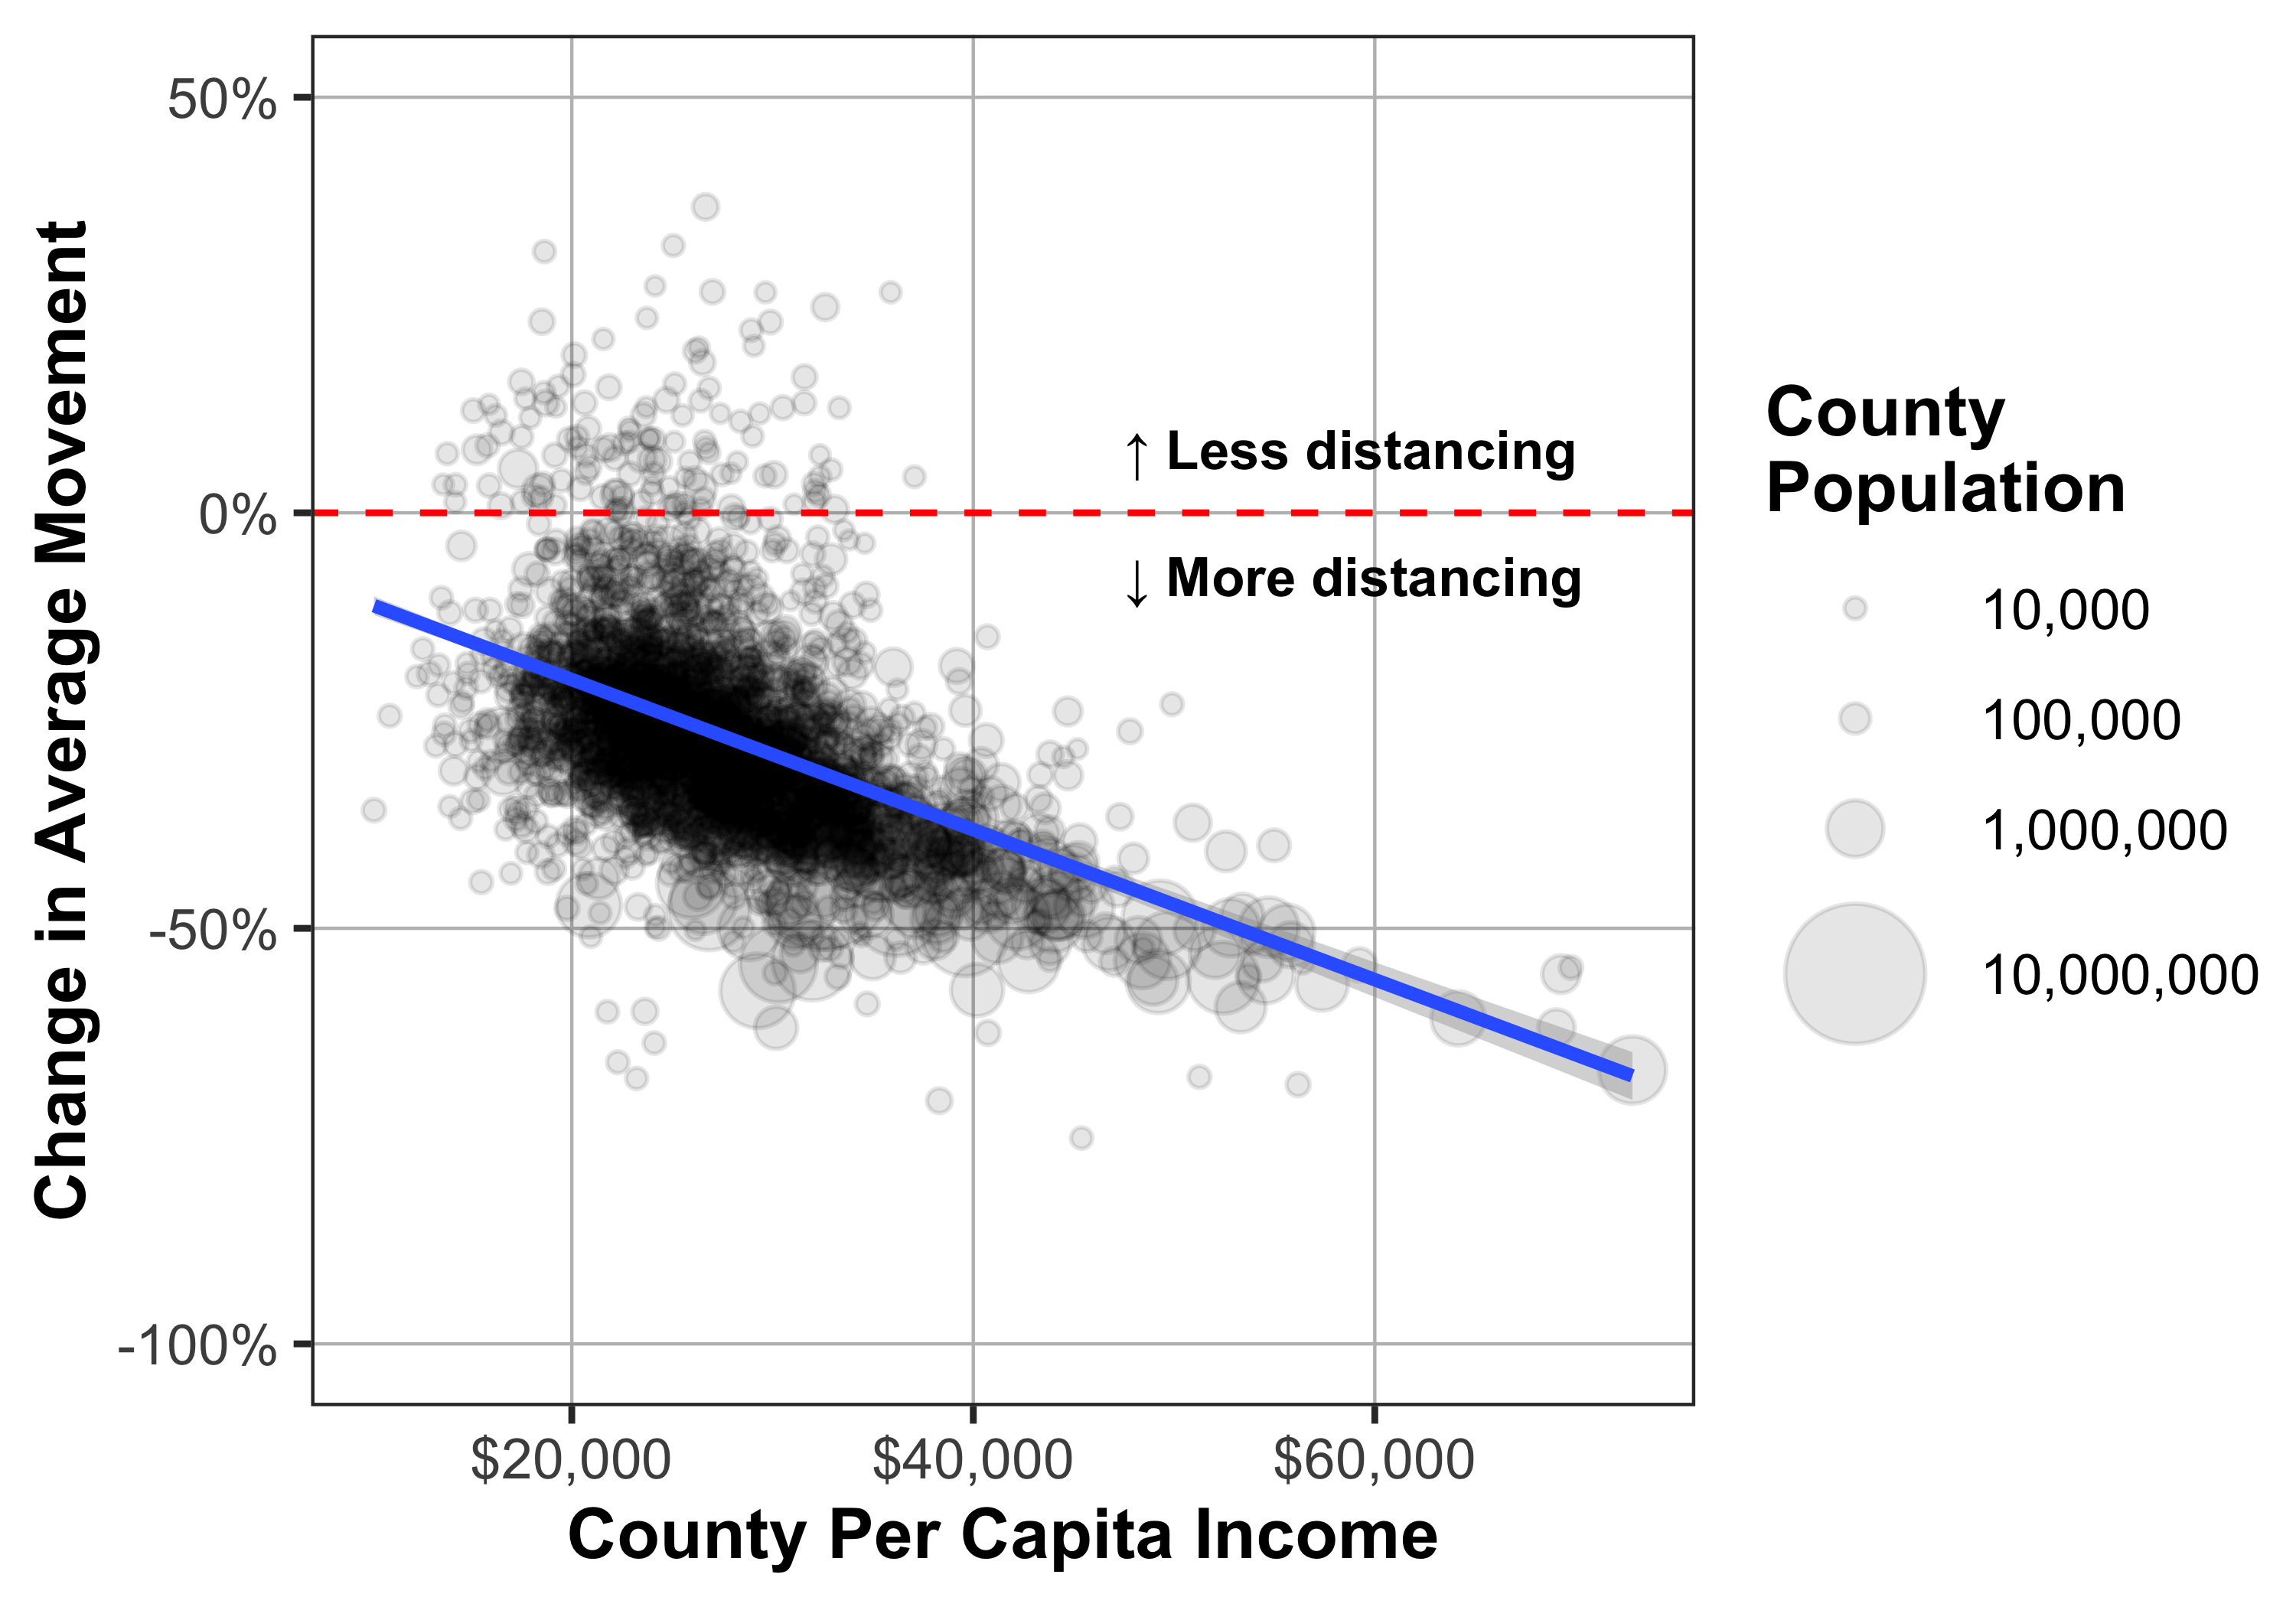 Change in Average Movement
50%
0%
-50%
-100%
↑ Less distancing
↓ More distancing
$20,000
$40,000
$60,000
County Per Capita Income
County
Population
10,000
100,000
1,000,000
10,000,000